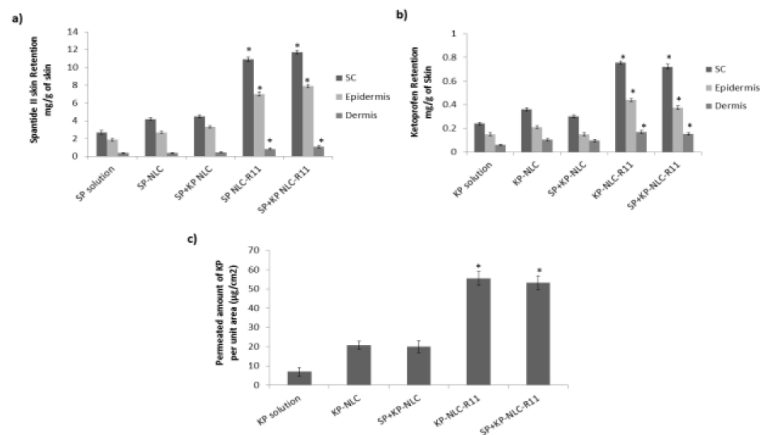 a)
Spantide II skin Retention
mg/g of skin
14
12
10
8
6
4
2
0
* * * * * *
SC
Epidermis
Dermis
SP solution
SP-NLC
SP+KP NLC
SP NLC-R11
SP+KP NLC-R11
b)
Ketoprofen Retention
mg/g of Skin
1
0.8
0.6
0.4
0.2
0
* * * * * *
SC
Epidermis
Dermis
KP solution
KP-NLC
SP+KP-NLC
KP-NLC-R11
SP+KP-NLC-R11
c)
Permeated amount of KP
per unit area (µg/cm2)
70
60
50
40
30
20
10
0
* *
KP solution
KP-NLC
SP+KP-NLC
KP-NLC-R11
SP+KP-NLC-R11